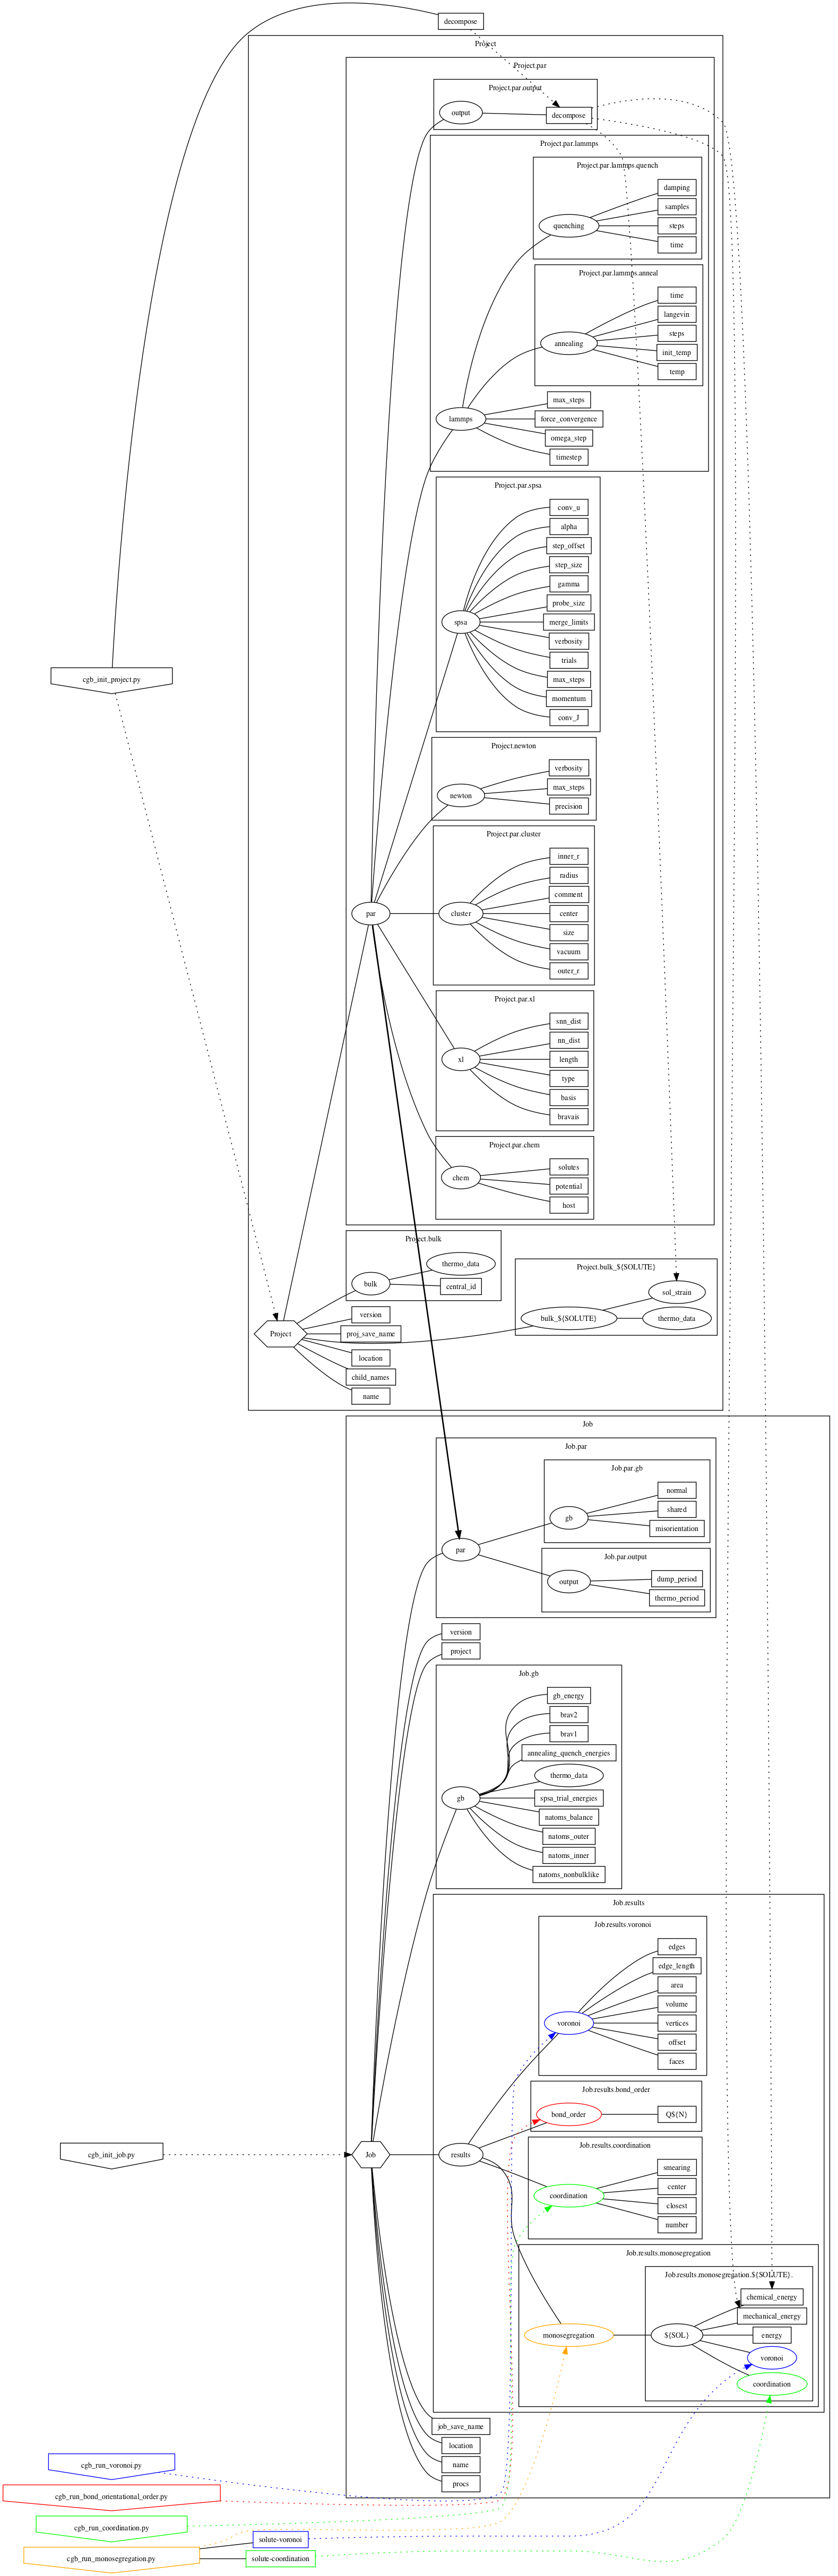 decompose
Project
Project.par
Project.par.output
output
decompose
Project.par.lammps
Project.par.lammps.quench
damping
samples
quenching
steps
time
Project.par.lammps.anneal
time
langevin
steps
annealing
init_temp
temp
max_steps
lammps
force_convergence
omega_step
timestep
Project.par.spsa
conv_u
alpha
step_offset
step_size
gamma
probe_size
spsa
merge_limits
verbosity
trials
cgb_init_project.py
max_steps
momentum
conv_J
Project.newton
verbosity
newton
max_steps
precision
Project.par.cluster
inner_r
radius
comment
par
cluster
center
size
vacuum
outer_r
Project.par.xl
snn_dist
nn_dist
xl
length
type
basis
bravais
Project.par.chem
solutes
chem
potential
host
Project.bulk
thermo_data
bulk
central_id
Project.bulk_${SOLUTE}
sol_strain
bulk_${SOLUTE}
thermo_data
version
Project
proj_save_name
location
child_names
name
Job
Job.par
Job.par.gb
normal
shared
gb
misorientation
par
Job.par.output
output
dump_period
thermo_period
version
project
Job.gb
gb_energy
brav2
brav1
annealing_quench_energies
thermo_data
gb
spsa_trial_energies
natoms_balance
natoms_outer
natoms_inner
natoms_nonbulklike
Job.results
Job.results.voronoi
edges
edge_length
area
volume
voronoi
vertices
offset
faces
Job.results.bond_order
bond_order
Q${N}
Job.results.coordination
cgb_init_job.py
Job
results
smearing
center
coordination
closest
number
Job.results.monosegregation
Job.results.monosegregation.${SOLUTE}.
chemical_energy
mechanical_energy
monosegregation
${SOL}
energy
voronoi
coordination
job_save_name
location
name
procs
cgb_run_voronoi.py
cgb_run_bond_orientational_order.py
cgb_run_coordination.py
solute-voronoi
cgb_run_monosegregation.py
solute-coordination